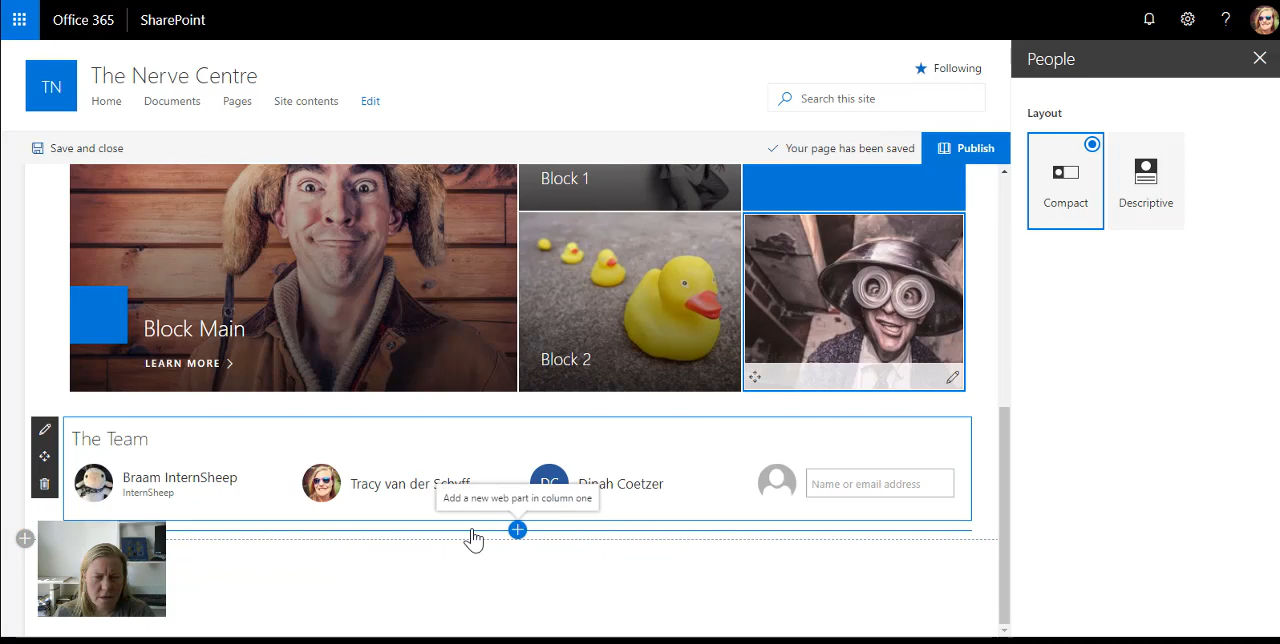 Office 365
SharePoint
?
TN
The Nerve Centre
Home
Documents
Pages
Site contents
Edit
Following
Search this site
Save and close
Your page has been saved
Publish
People
Layout
Compact
Descriptive
Block 1
Block Main
LEARN MORE
Block 2
The Team
Braam InternSheep
InternSheep
Tracy van der Schyff
DC
Dinah Coetzer
Name or email address
Add a new web part in column one